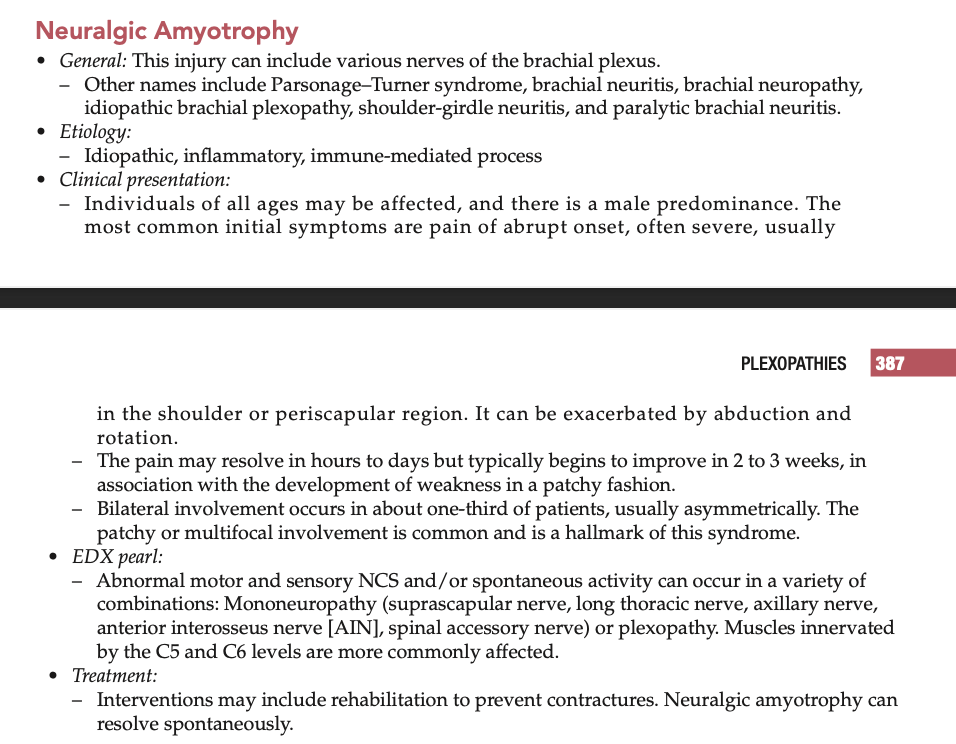 Neuralgic Amyotrophy
• General: This injury can include various nerves of the brachial plexus.
– Other names include Parsonage–Turner syndrome, brachial neuritis, brachial neuropathy,
idiopathic brachial plexopathy, shoulder-girdle neuritis, and paralytic brachial neuritis.
• Etiology:
– Idiopathic, inflammatory, immune-mediated process
• Clinical presentation:
– Individuals of all ages may be affected, and there is a male predominance. The
most common initial symptoms are pain of abrupt onset, often severe, usually
PLEXOPATHIES 387
in the shoulder or periscapular region. It can be exacerbated by abduction and
rotation.
– The pain may resolve in hours to days but typically begins to improve in 2 to 3 weeks, in
association with the development of weakness in a patchy fashion.
– Bilateral involvement occurs in about one-third of patients, usually asymmetrically. The
patchy or multifocal involvement is common and is a hallmark of this syndrome.
• EDX pearl:
– Abnormal motor and sensory NCS and/or spontaneous activity can occur in a variety of
combinations: Mononeuropathy (suprascapular nerve, long thoracic nerve, axillary nerve,
anterior interosseus nerve [AIN], spinal accessory nerve) or plexopathy. Muscles innervated
by the C5 and C6 levels are more commonly affected.
• Treatment:
– Interventions may include rehabilitation to prevent contractures. Neuralgic amyotrophy can
resolve spontaneously.